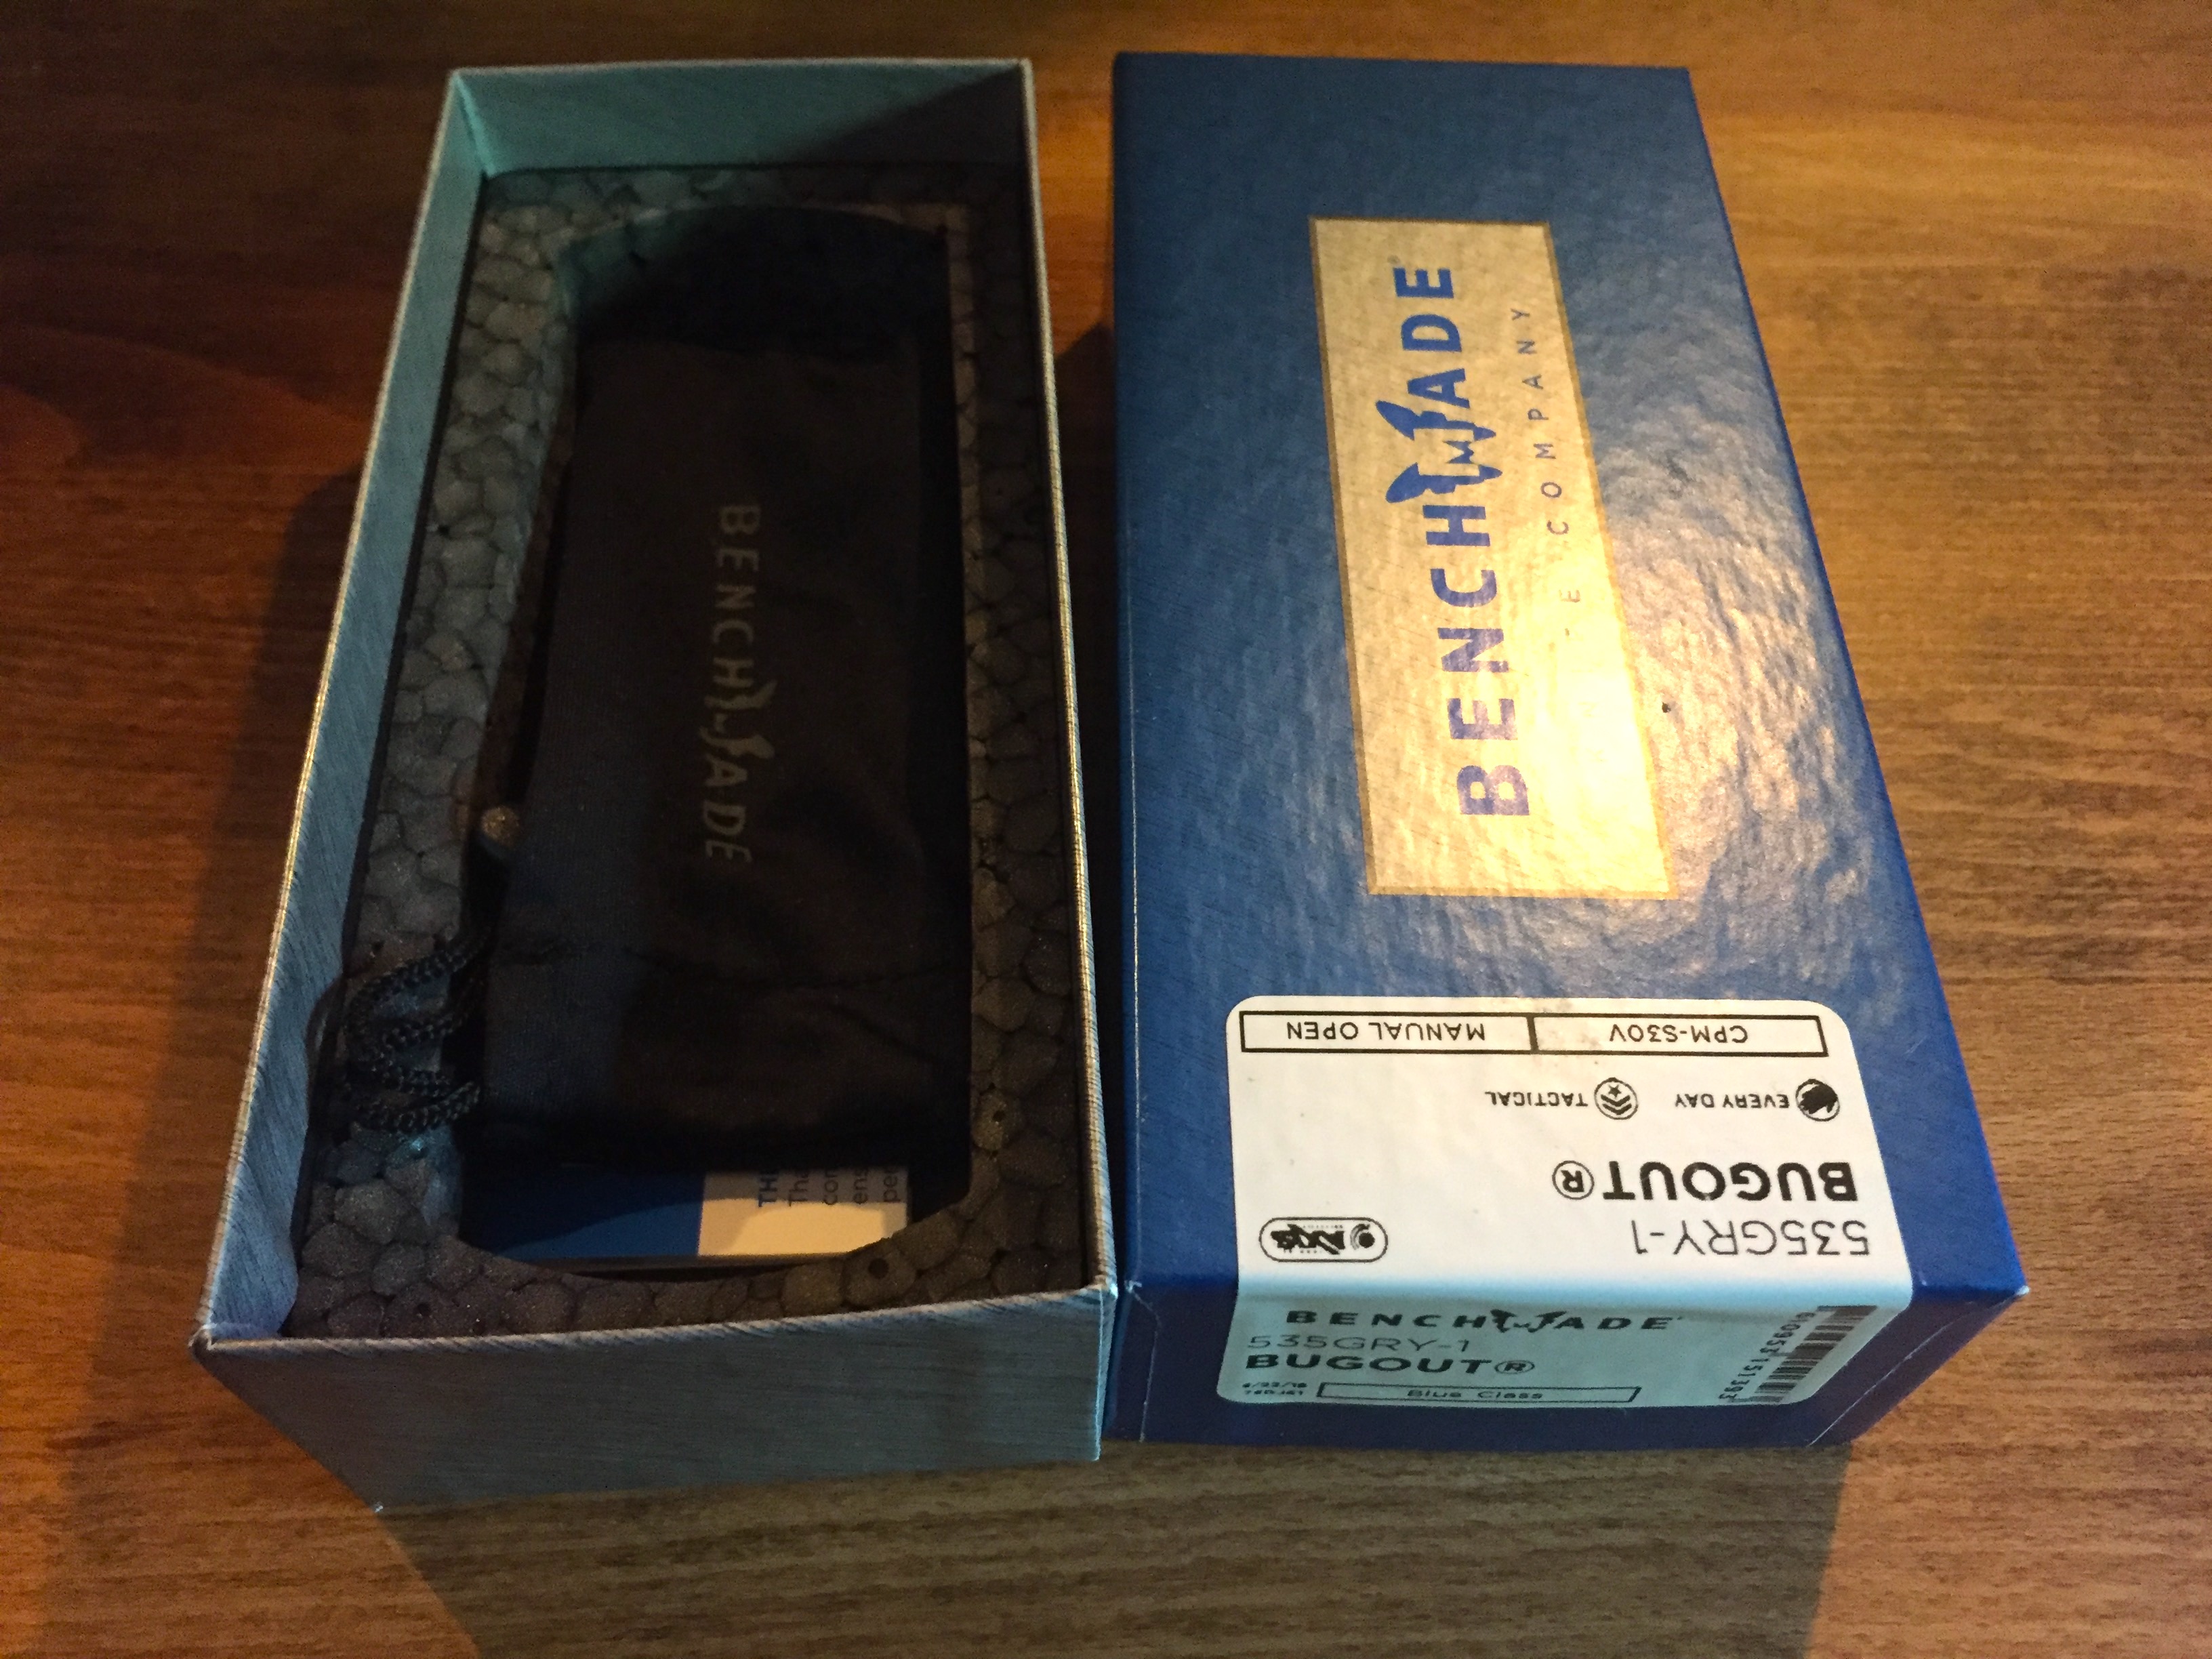 BENCHMADE
THE
BENCHMADE
COMPANY
CPM-S30V MANUAL OPEN
EVERY DAY TACTICAL
BUGOUT®
535GRY-1
BENCHMADE
535GRY-1
BUGOUT®
Blue Class